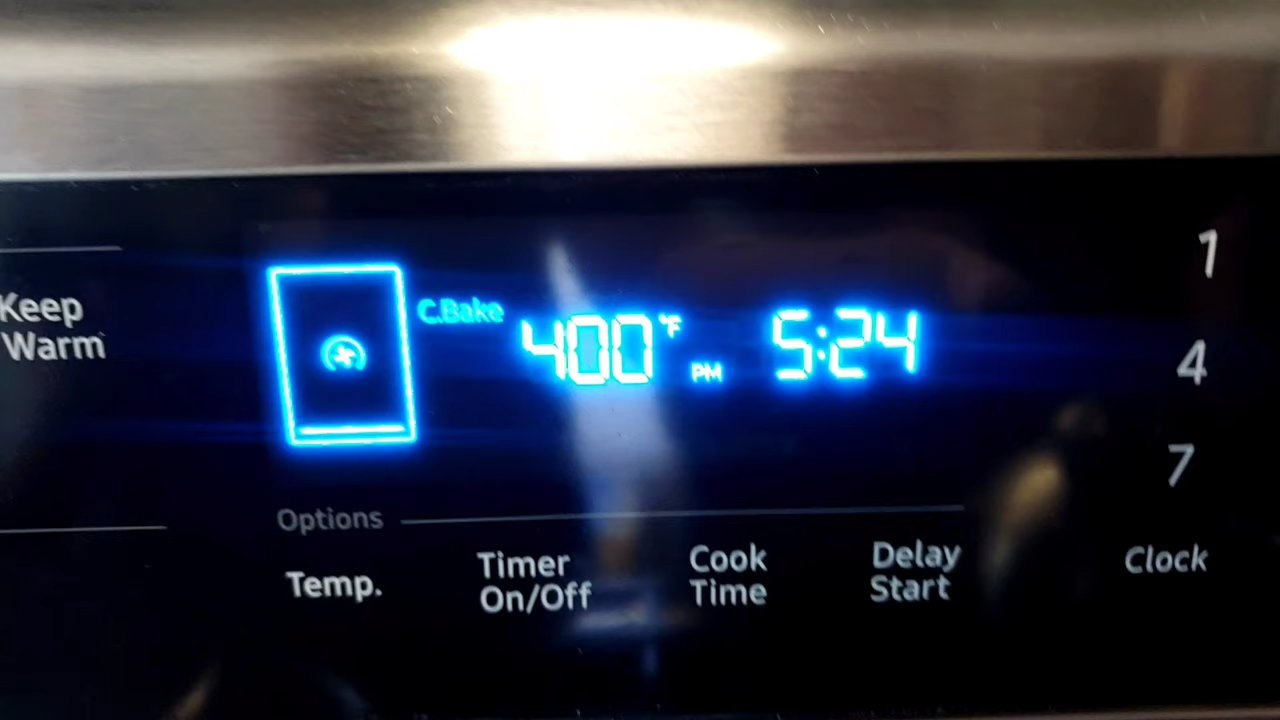 Keep
Warm
C.Bake
400°F
PM 5:24
1
4
7
Options
Temp.
Timer
On/Off
Cook
Time
Delay
Start
Clock